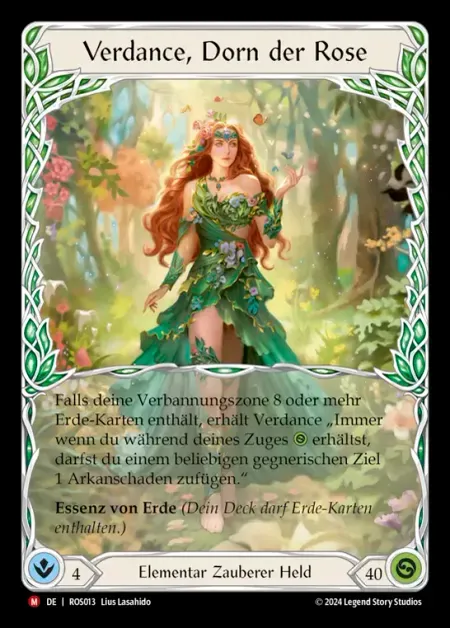 Verdance, Dorn der Rose
Falls deine Verbannungszone 8 oder mehr
Erde-Karten enthält, erhält Verdance „Immer
wenn du während deines Zuges erhältst,
darfst du einem beliebigen gegnerischen Ziel
1 Arkanschaden zufügen.“
Essenz von Erde (Dein Deck darf Erde-Karten
enthalten.)
4
Elementar Zauberer Held
40
M DE | ROS013 Lius Lasahido
© 2024 Legend Story Studios